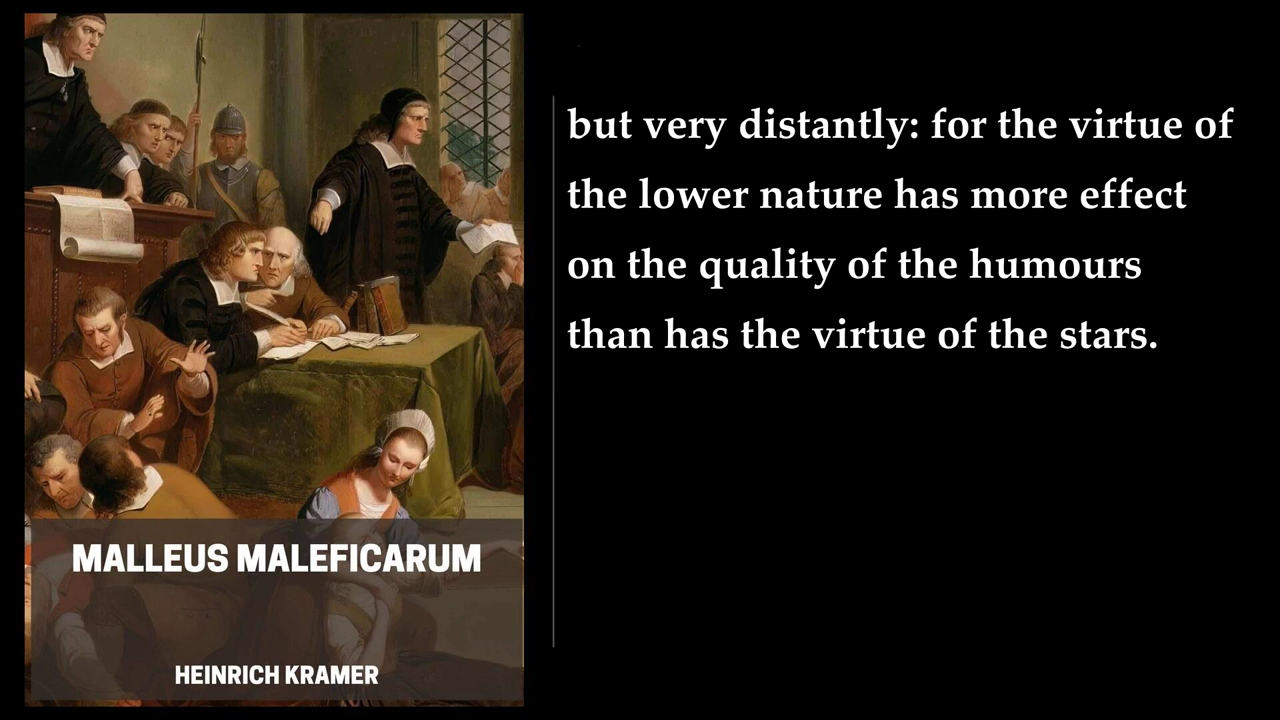 MALLEUS MALEFICARUM
HEINRICH KRAMER
but very distantly: for the virtue of
the lower nature has more effect
on the quality of the humours
than has the virtue of the stars.